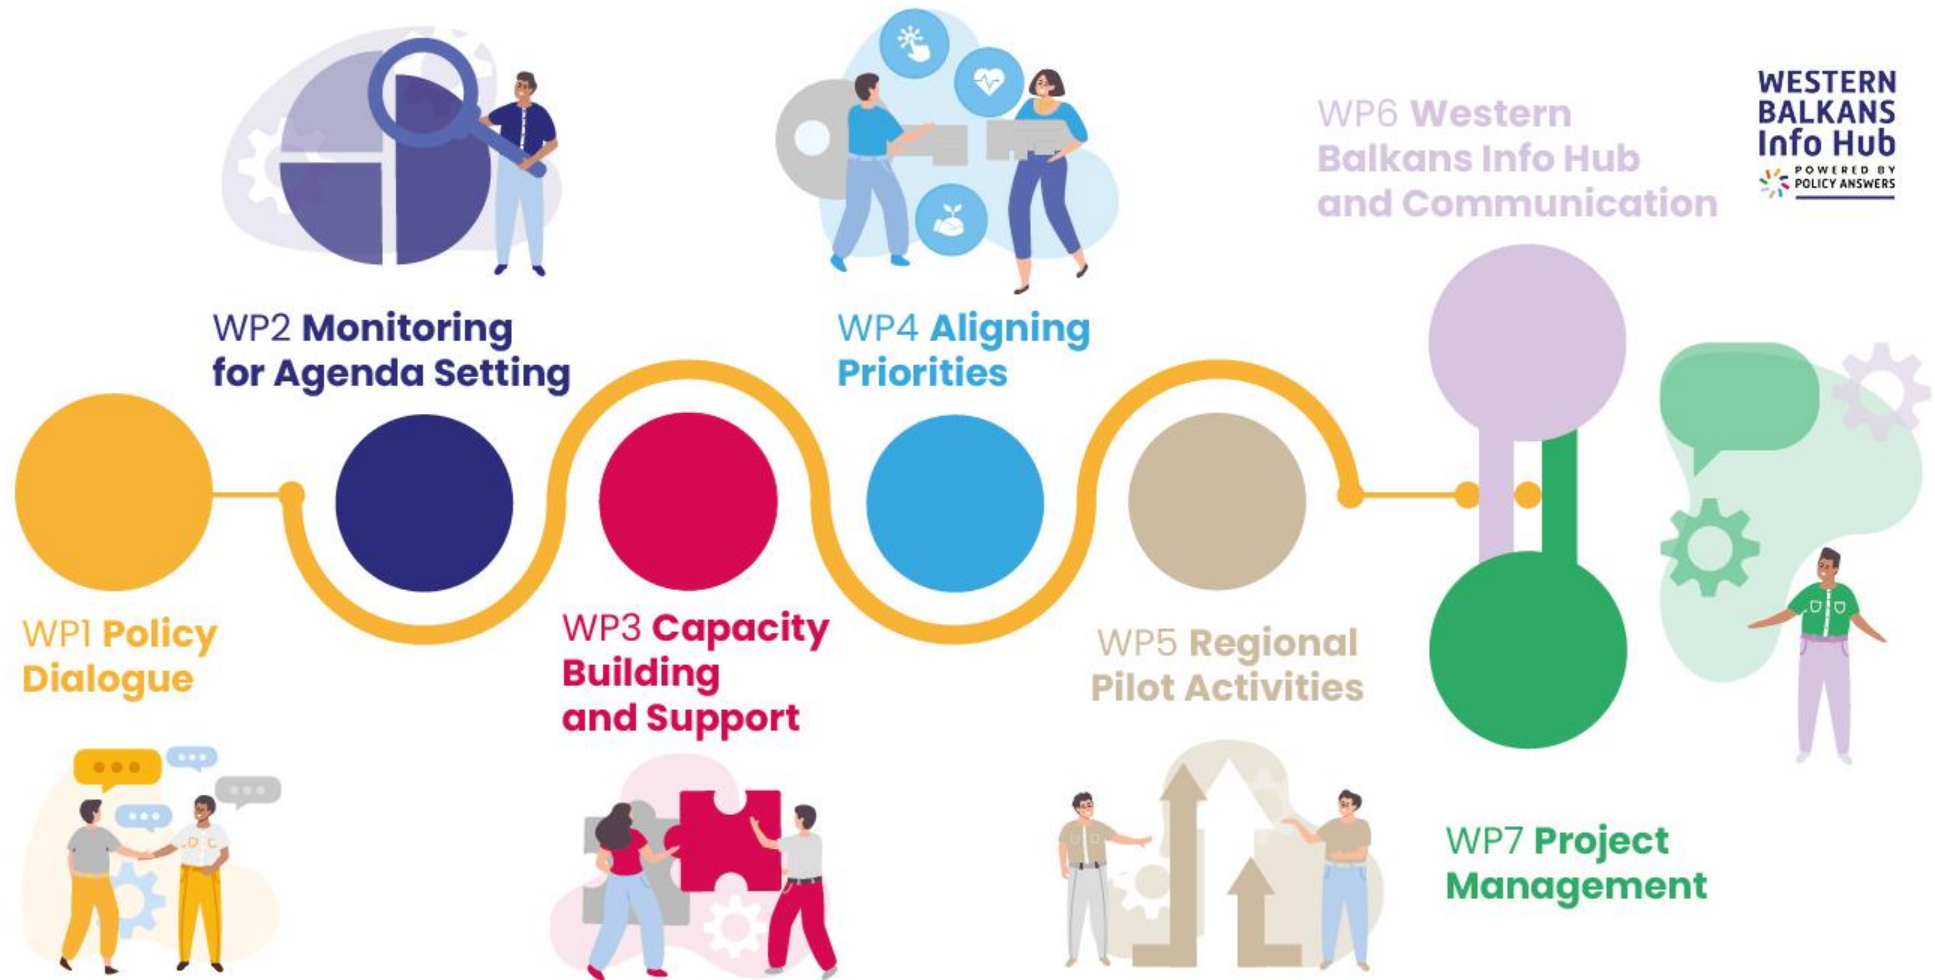 WP1 Policy
Dialogue
WP2 Monitoring
for Agenda Setting
WP3 Capacity
Building
and Support
WP4 Aligning
Priorities
WP5 Regional
Pilot Activities
WP6 Western
Balkans Info Hub
and Communication
WP7 Project
Management
WESTERN
BALKANS
Info Hub
POWERED BY
POLICY ANSWERS